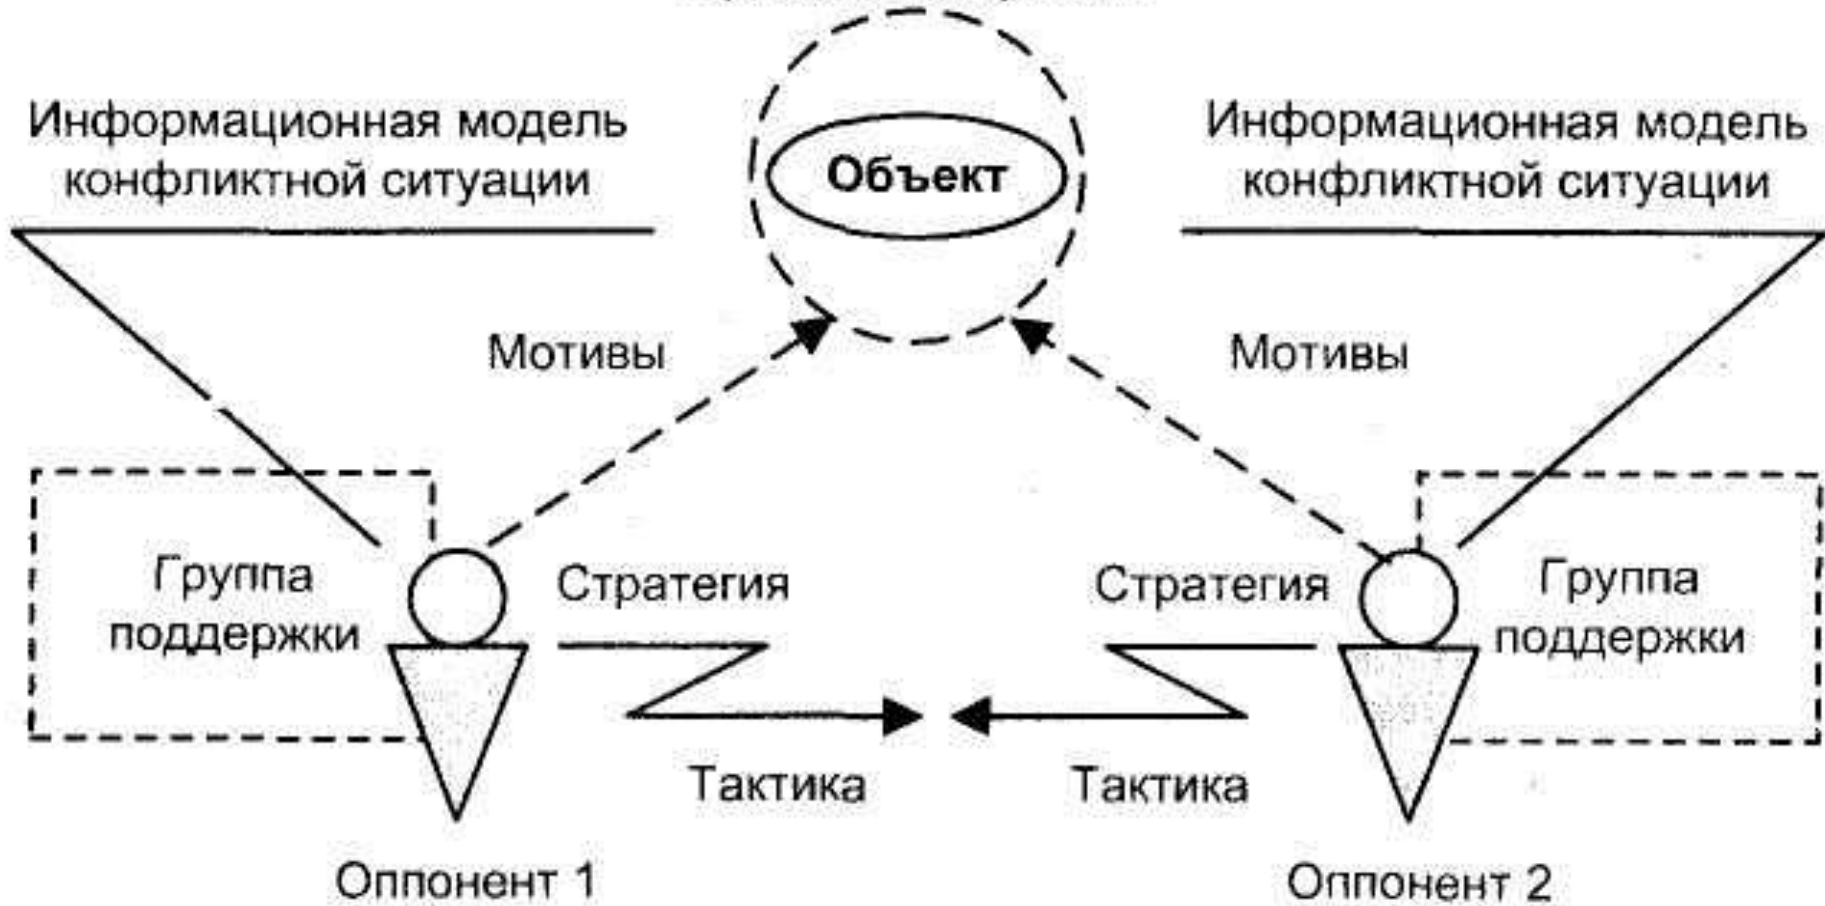 Информационная модель
конфликтной ситуации
Объект
Информационная модель
конфликтной ситуации
Мотивы
Мотивы
Группа
поддержки
Стратегия
Стратегия
Группа
поддержки
Тактика
Тактика
Оппонент 1
Оппонент 2